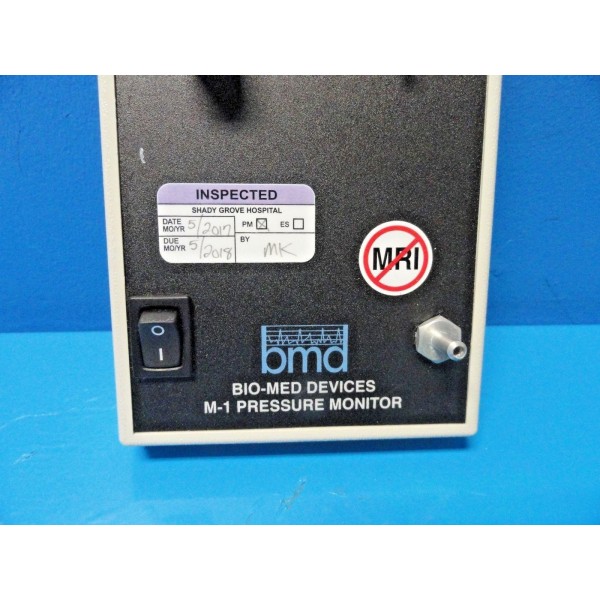 INSPECTED
SHADY GROVE HOSPITAL
DATE MO/YR 5/2017 PM ES
DUE MO/YR 5/2018 BY MK
MRI
O
I
bmd
BIO-MED DEVICES
M-1 PRESSURE MONITOR